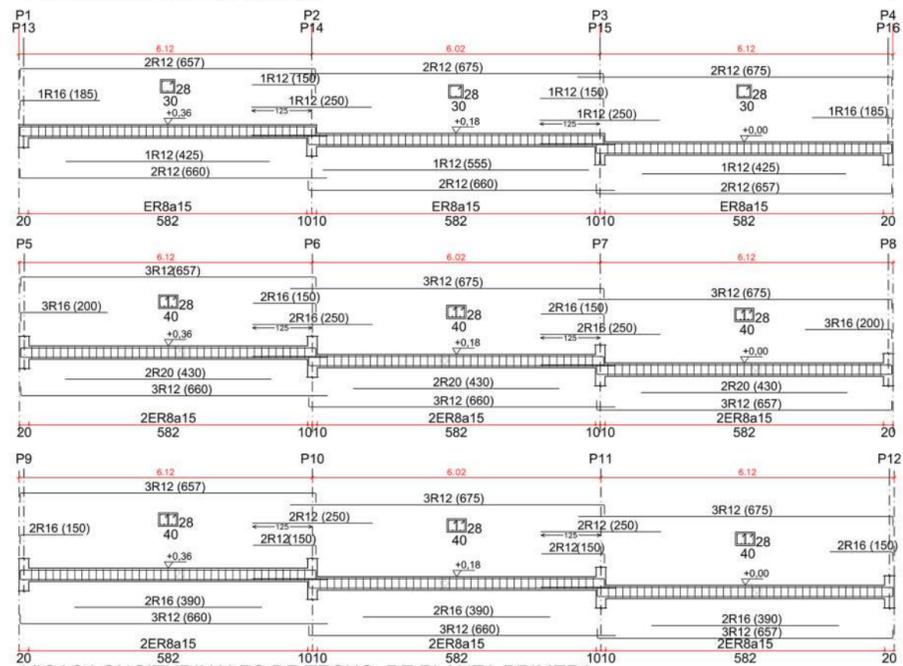 P1 P2 P3 P4
P13 P14 P15 P16
6.12 6.02 6.12
2R12 (657) 2R12 (675) 2R12 (675)
1R16 (185) 28 1R12 (150) 28 1R12 (150) 28 1R16 (185)
30 1R12 (250) 30 1R12 (250) 30
+0,36 125 +0,18 125 +0,00
1R12 (425) 1R12 (555) 1R12 (425)
2R12 (660) 2R12 (660) 2R12 (657)
ER8a15 ER8a15 ER8a15
20 582 1010 582 1010 582 20
P5 P6 P7 P8
6.12 6.02 6.12
3R12(657) 3R12 (675) 3R12 (675)
3R16 (200) 28 2R16 (150) 28 2R16 (150) 28 3R16 (200)
40 2R16 (250) 40 2R16 (250) 40
+0,36 125 +0,18 125 +0,00
2R20 (430) 2R20 (430) 2R20 (430)
3R12 (660) 3R12 (660) 3R12 (657)
2ER8a15 2ER8a15 2ER8a15
20 582 1010 582 1010 582 20
P9 P10 P11 P12
6.12 6.02 6.12
3R12 (657) 3R12 (675) 3R12 (675)
2R16 (150) 28 2R12 (250) 28 2R12 (250) 28 2R16 (150)
40 125 2R12(150) 40 125 2R12(150) 40
+0,36 +0,18 +0,00
2R16 (390) 2R16 (390) 2R16 (390)
3R12 (660) 3R12 (660) 3R12 (657)
2ER8a15 2ER8a15 2ER8a15
20 582 1010 582 1010 582 20